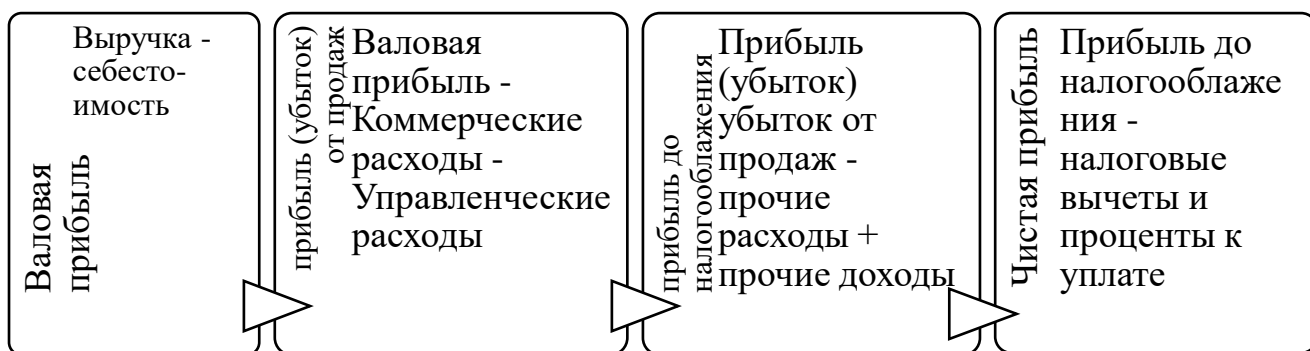 Валовая
прибыль
Выручка -
себесто-
имость
прибыль (убыток)
от продаж
Валовая
прибыль -
Коммерческие
расходы -
Управленческие
расходы
прибыль до
налогооблажения
Прибыль
(убыток)
убыток от
продаж -
прочие
расходы +
прочие доходы
Чистая прибыль
Прибыль до
налогооблаже
ния -
налоговые
вычеты и
проценты к
уплате